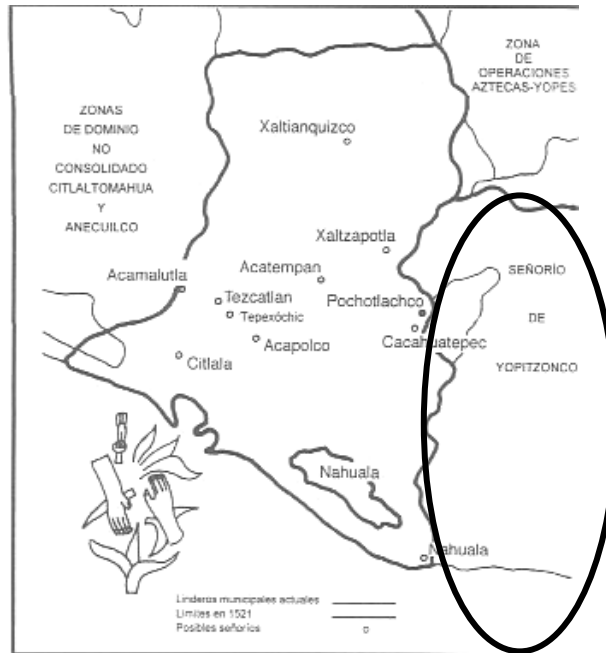 ZONA
DE
OPERACIONES
AZTECAS-YOPES
ZONAS
DE DOMINIO
NO
CONSOLIDADO
CITLALTOMAHUA
Y
ANECUILCO
Xaltianquizco
Xaltzapotla
Acatempan
Acamalutla
Tezcatlan
Tepexóchic
Pochotlachco
Acapolco
Cacahuatepec
Citlala
SEÑORÍO
DE
YOPITZONCO
Nahuala
Nahuala
Linderos municipales actuales
Limites en 1521
Posibles señoríos